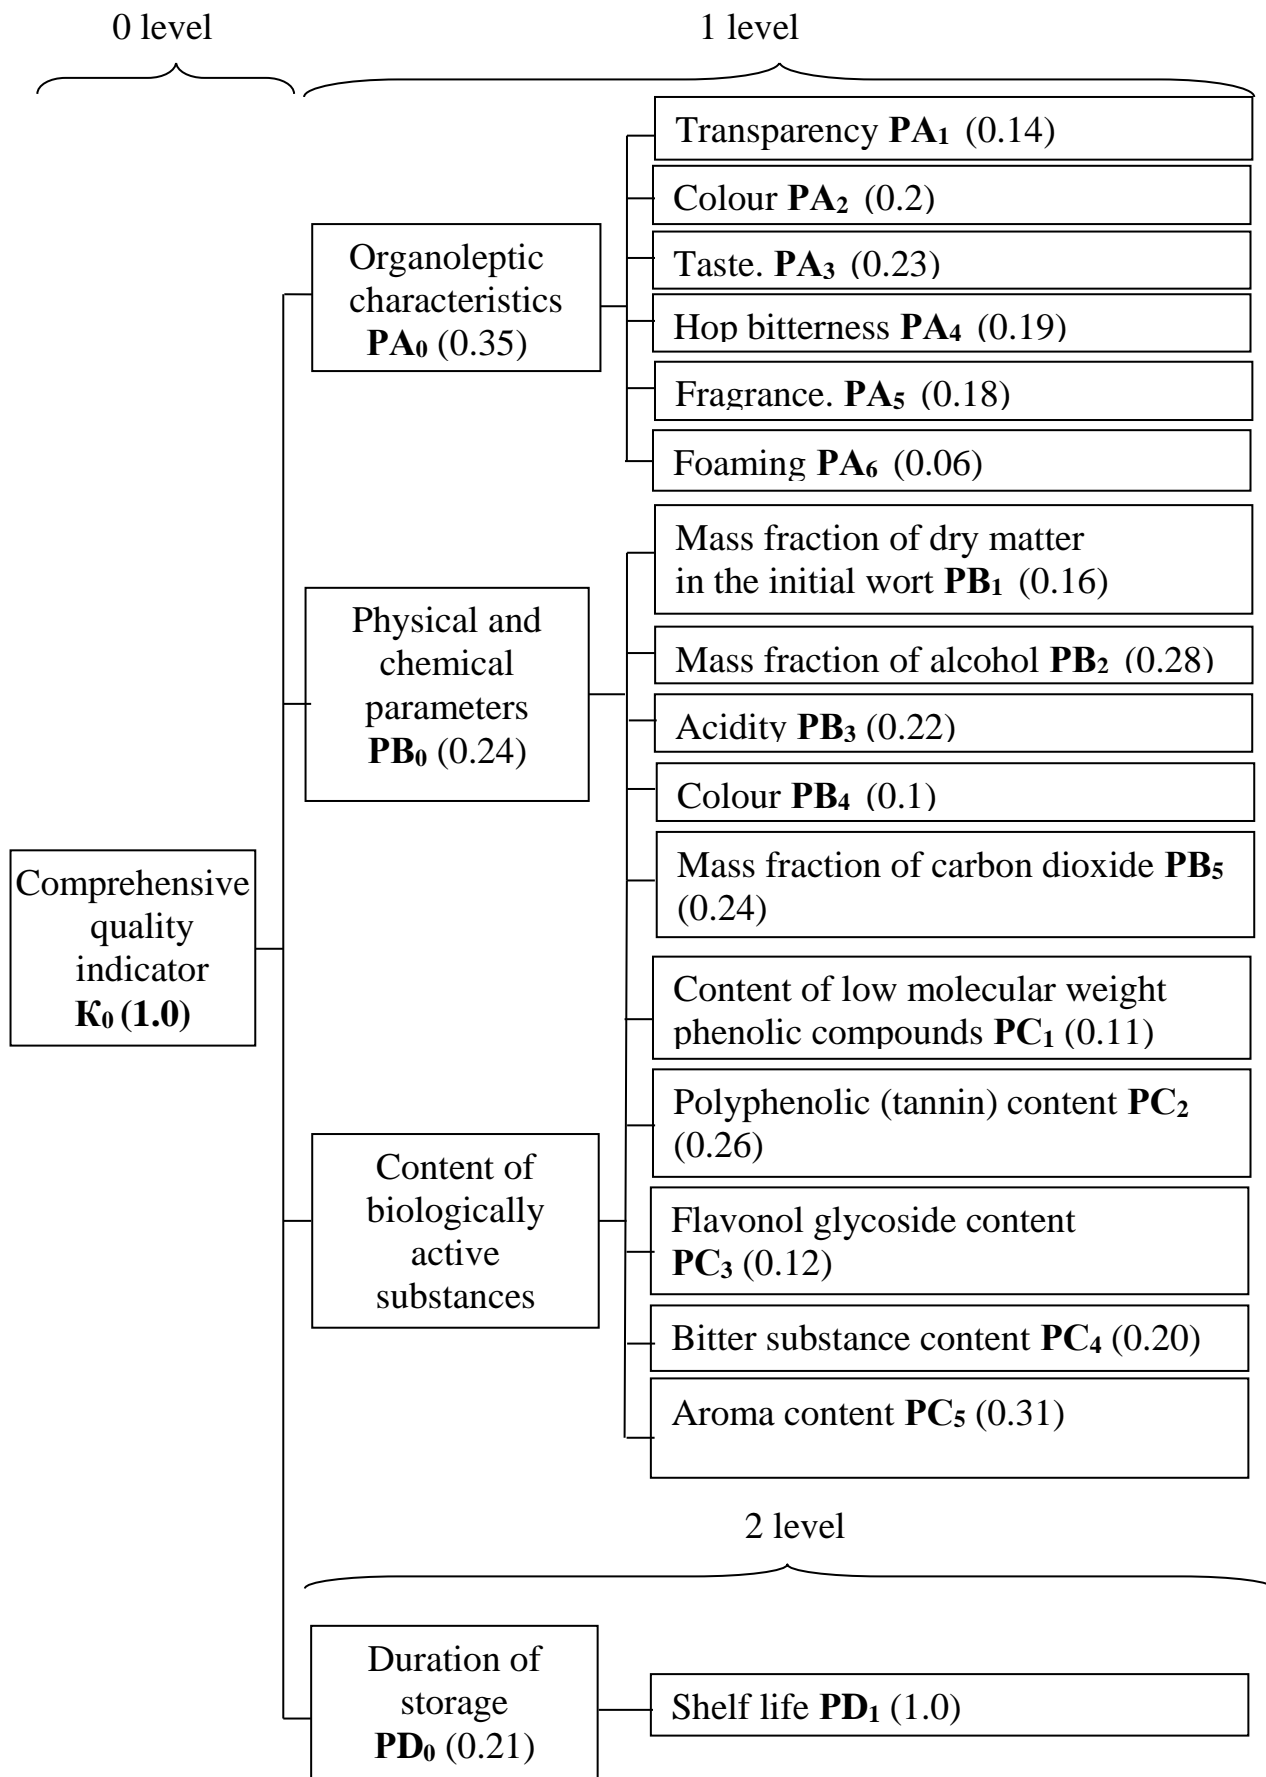 0 level
1 level
Transparency PA₁ (0.14)
Colour PA₂ (0.2)
Organoleptic
characteristics
PA₀ (0.35)
Taste. PA₃ (0.23)
Hop bitterness PA₄ (0.19)
Fragrance. PA₅ (0.18)
Foaming PA₆ (0.06)
Mass fraction of dry matter
in the initial wort PB₁ (0.16)
Physical and
chemical
parameters
PB₀ (0.24)
Mass fraction of alcohol PB₂ (0.28)
Acidity PB₃ (0.22)
Colour PB₄ (0.1)
Mass fraction of carbon dioxide PB₅
(0.24)
Comprehensive
quality
indicator
K₀ (1.0)
Content of low molecular weight
phenolic compounds PC₁ (0.11)
Polyphenolic (tannin) content PC₂
(0.26)
Content of
biologically
active
substances
Flavonol glycoside content
PC₃ (0.12)
Bitter substance content PC₄ (0.20)
Aroma content PC₅ (0.31)
2 level
Duration of
storage
PD₀ (0.21)
Shelf life PD₁ (1.0)